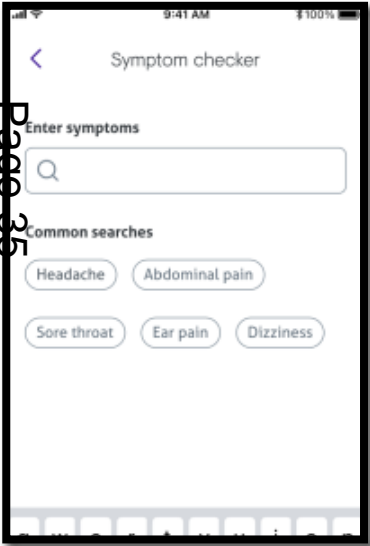 9:41 AM
100%
Symptom checker
Page 35
Enter symptoms
Common searches
Headache
Abdominal pain
Sore throat
Ear pain
Dizziness